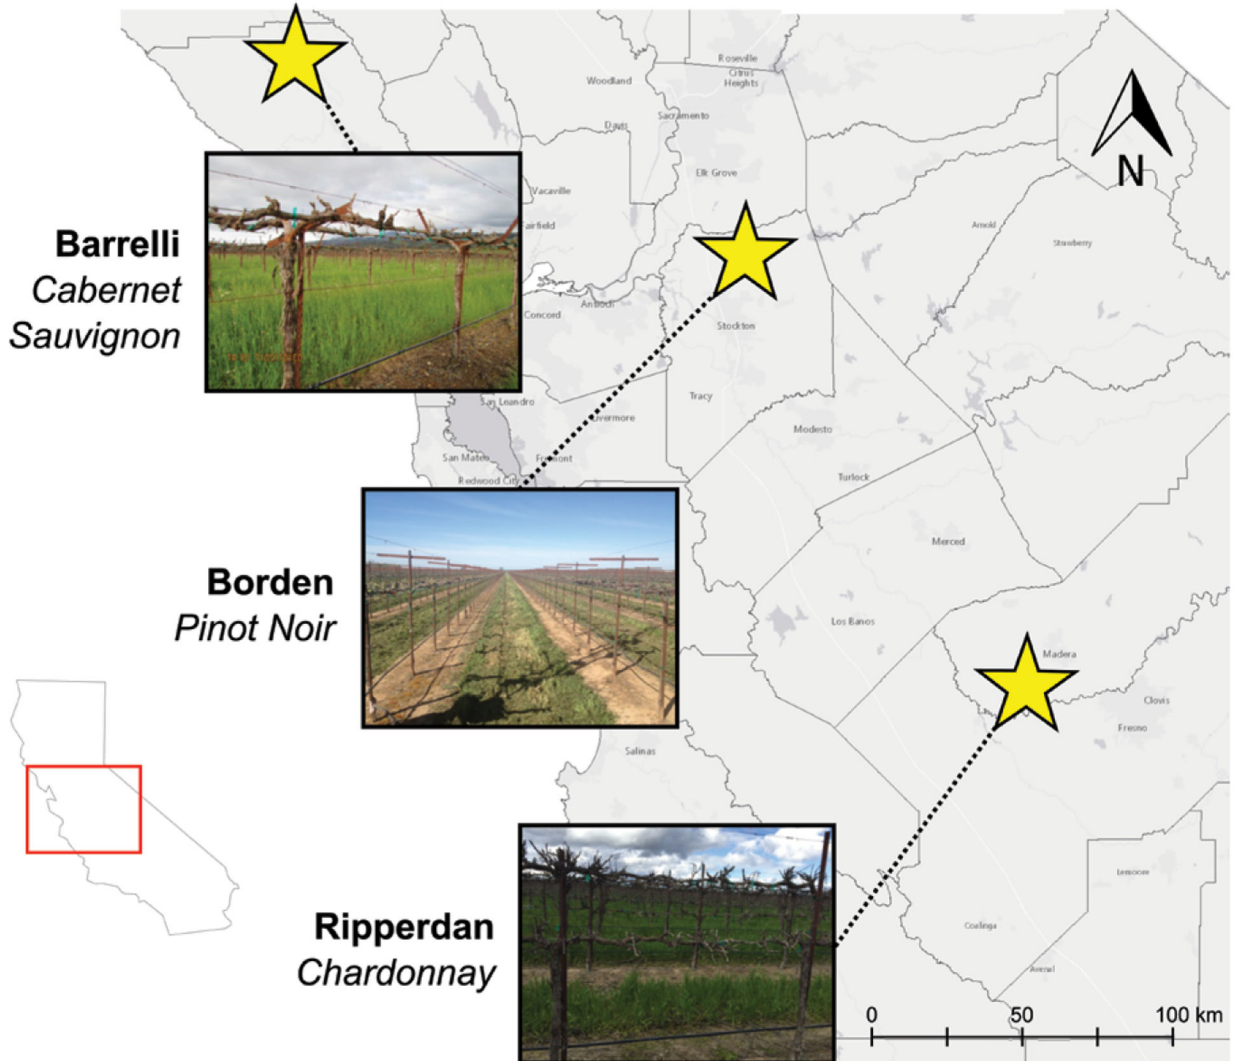 Roseville
Citrus
Heights
Woodland
Sacramento
Davis
Elk Grove
Vacaville
Fairfield
Arnold
Strawberry
N
Barrelli
Cabernet
Sauvignon
Antioch
Concord
Stockton
San Leandro
Livermore
Tracy
Modesto
San Mateo
Fremont
Redwood City
Turlock
Merced
Borden
Pinot Noir
Los Banos
Madera
Clovis
Fresno
Salinas
Lemoore
Ripperdan
Chardonnay
Coalinga
Avenal
0 50 100 km